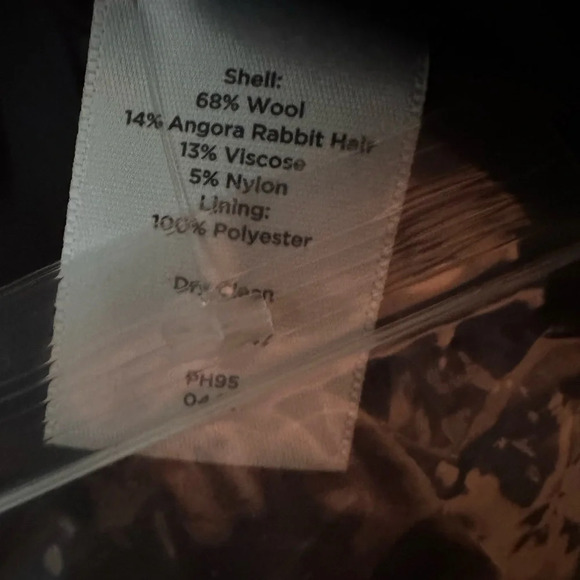 Shell:
68% Wool
14% Angora Rabbit Hair
13% Viscose
5% Nylon
Lining:
100% Polyester
Dry Clean
PH95